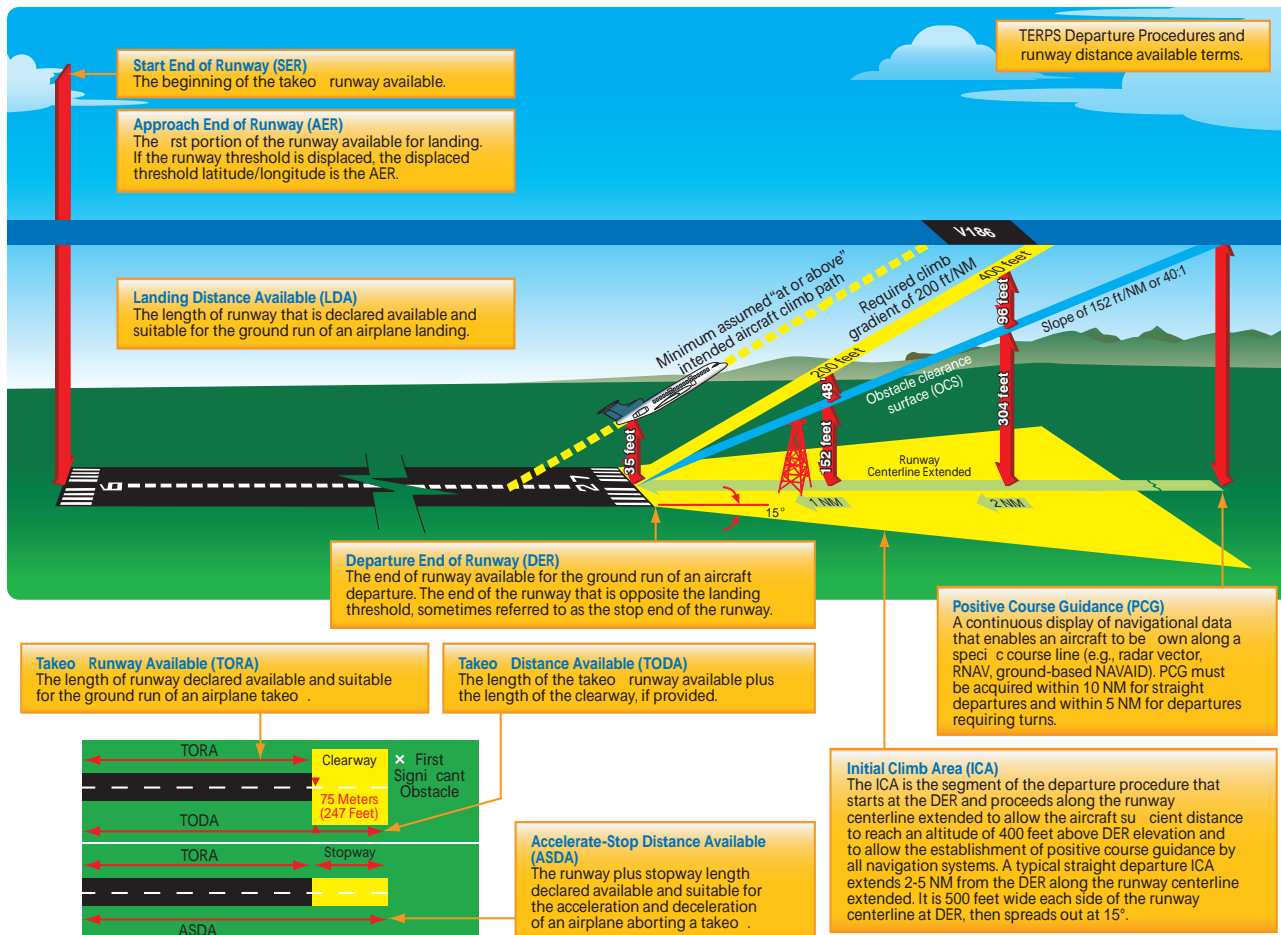 TERPS Departure Procedures and
runway distance available terms.
Start End of Runway (SER)
The beginning of the takeo runway available.
Approach End of Runway (AER)
The rst portion of the runway available for landing.
If the runway threshold is displaced, the displaced
threshold latitude/longitude is the AER.
V186
Landing Distance Available (LDA)
The length of runway that is declared available and
suitable for the ground run of an airplane landing.
Minimum assumed "at or above"
intended aircraft climb path
Required climb
gradient of 200 ft/NM
400 feet
96 feet
Slope of 152 ft/NM or 40:1
200 feet
48'
Obstacle clearance
surface (OCS)
304 feet
35 feet
152 feet
Runway
Centerline Extended
9
27
15°
1 NM
2 NM
Departure End of Runway (DER)
The end of runway available for the ground run of an aircraft
departure. The end of the runway that is opposite the landing
threshold, sometimes referred to as the stop end of the runway.
Positive Course Guidance (PCG)
A continuous display of navigational data
that enables an aircraft to be own along a
speci c course line (e.g., radar vector,
RNAV, ground-based NAVAID). PCG must
be acquired within 10 NM for straight
departures and within 5 NM for departures
requiring turns.
Takeo Runway Available (TORA)
The length of runway declared available and suitable
for the ground run of an airplane takeo .
Takeo Distance Available (TODA)
The length of the takeo runway available plus
the length of the clearway, if provided.
TORA
Clearway
× First
Signi cant
Obstacle
75 Meters
(247 Feet)
TODA
TORA
Stopway
ASDA
Accelerate-Stop Distance Available
(ASDA)
The runway plus stopway length
declared available and suitable for
the acceleration and deceleration
of an airplane aborting a takeo .
Initial Climb Area (ICA)
The ICA is the segment of the departure procedure that
starts at the DER and proceeds along the runway
centerline extended to allow the aircraft su cient distance
to reach an altitude of 400 feet above DER elevation and
to allow the establishment of positive course guidance by
all navigation systems. A typical straight departure ICA
extends 2-5 NM from the DER along the runway centerline
extended. It is 500 feet wide each side of the runway
centerline at DER, then spreads out at 15°.